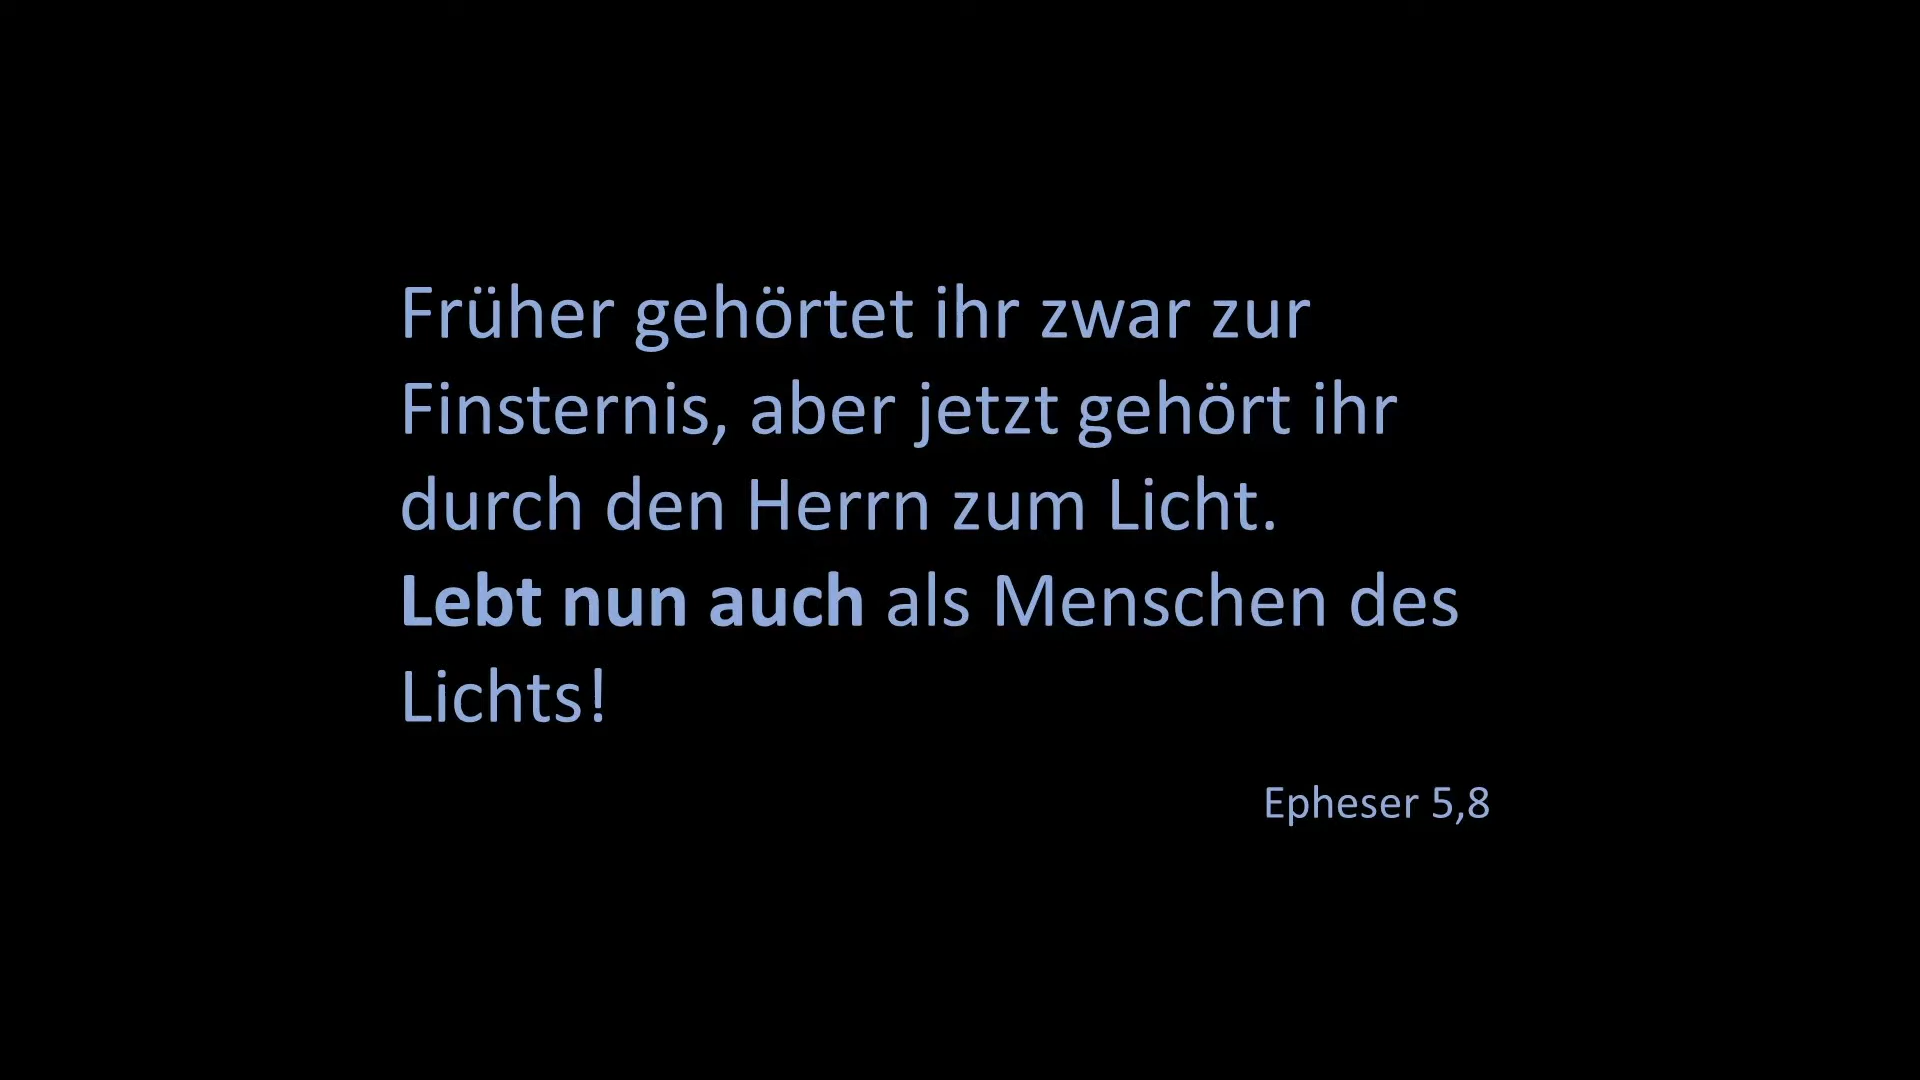 Früher gehörtet ihr zwar zur
Finsternis, aber jetzt gehört ihr
durch den Herrn zum Licht.
Lebt nun auch als Menschen des
Lichts!
Epheser 5,8